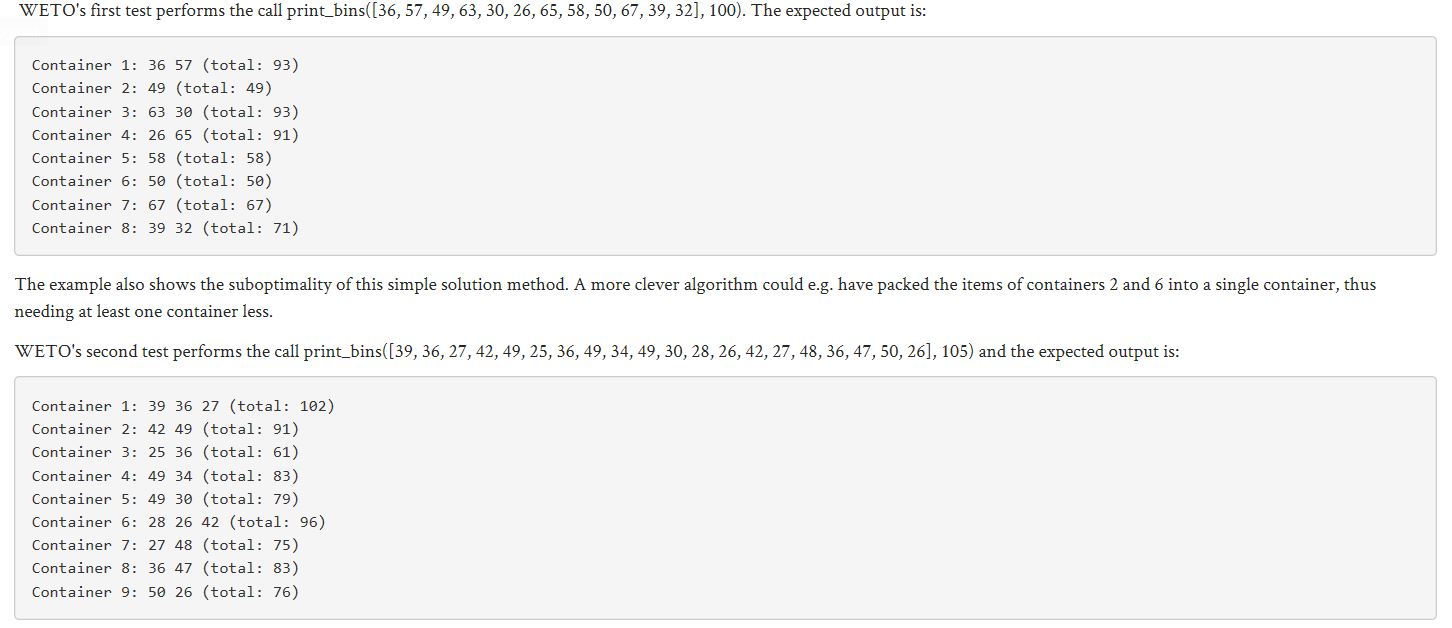 WETO's first test performs the call print_bins([36, 57, 49, 63, 30, 26, 65, 58, 50, 67, 39, 32], 100). The expected output is:
Container 1: 36 57 (total: 93)
Container 2: 49 (total: 49)
Container 3: 63 30 (total: 93)
Container 4: 26 65 (total: 91)
Container 5: 58 (total: 58)
Container 6: 50 (total: 50)
Container 7: 67 (total: 67)
Container 8: 39 32 (total: 71)
The example also shows the suboptimality of this simple solution method. A more clever algorithm could e.g. have packed the items of containers 2 and 6 into a single container, thus
needing at least one container less.
WETO's second test performs the call print_bins([39, 36, 27, 42, 49, 25, 36, 49, 34, 49, 30, 28, 26, 42, 27, 48, 36, 47, 50, 26], 105) and the expected output is:
Container 1: 39 36 27 (total: 102)
Container 2: 42 49 (total: 91)
Container 3: 25 36 (total: 61)
Container 4: 49 34 (total: 83)
Container 5: 49 30 (total: 79)
Container 6: 28 26 42 (total: 96)
Container 7: 27 48 (total: 75)
Container 8: 36 47 (total: 83)
Container 9: 50 26 (total: 76)